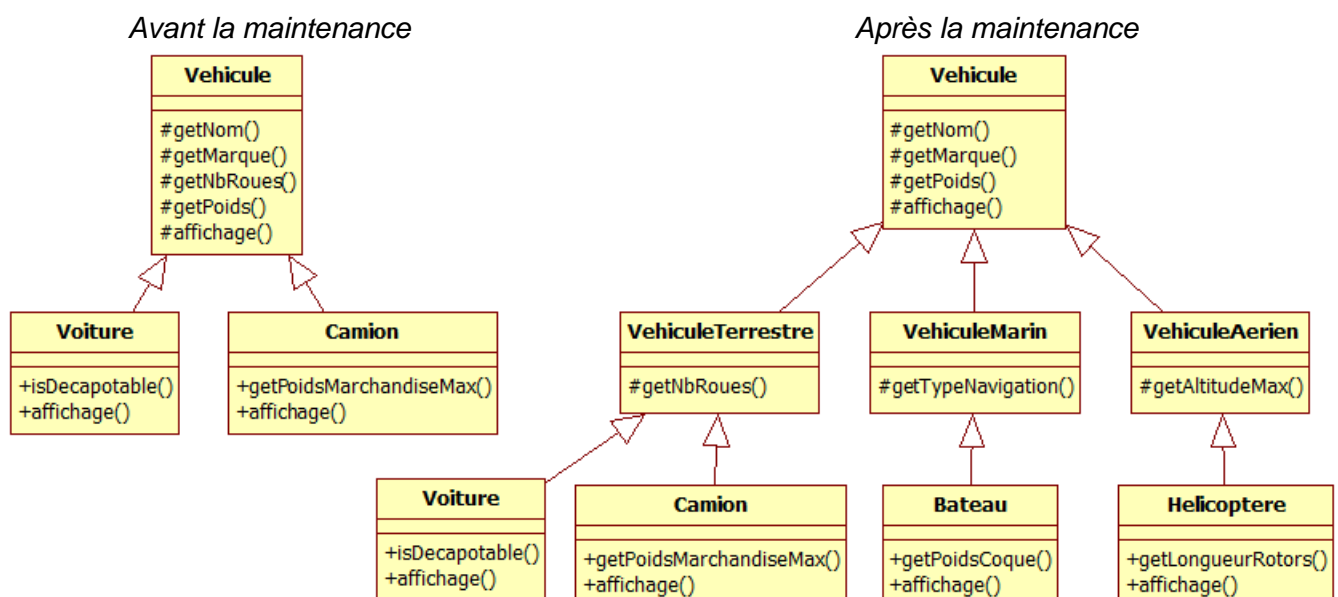 Avant la maintenance
Vehicule
#getNom()
#getMarque()
#getNbRoues()
#getPoids()
#affichage()
Voiture
+isDecapotable()
+affichage()
Camion
+getPoidsMarchandiseMax()
+affichage()
Après la maintenance
Vehicule
#getNom()
#getMarque()
#getPoids()
#affichage()
VehiculeTerrestre
#getNbRoues()
VehiculeMarin
#getTypeNavigation()
VehiculeAerien
#getAltitudeMax()
Voiture
+isDecapotable()
+affichage()
Camion
+getPoidsMarchandiseMax()
+affichage()
Bateau
+getPoidsCoque()
+affichage()
Helicoptere
+getLongueurRotors()
+affichage()